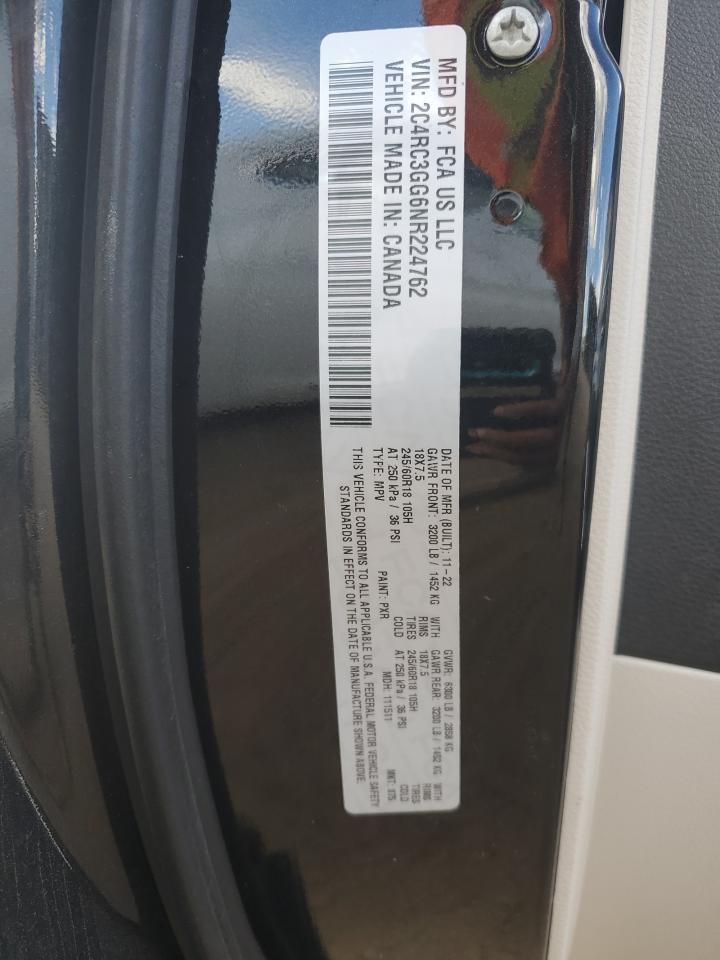 MFD BY: FCA US LLC
VIN: 2C4RC3GG6NR224762
VEHICLE MADE IN: CANADA
DATE OF MFR (BUILT): 11-22 GVWR: 6300 LB / 2858 KG
GAWR FRONT: 3200 LB / 1452 KG WITH GAWR REAR: 3200 LB / 1452 KG WITH
18X7.5 RIMS 18X7.5 RIMS
245/60R18 105H TIRES 245/60R18 105H TIRES
AT 250 kPa / 36 PSI COLD AT 250 kPa / 36 PSI COLD
TYPE: MPV PAINT: PXR MDH: 111511 MKT:
THIS VEHICLE CONFORMS TO ALL APPLICABLE U.S.A. FEDERAL MOTOR VEHICLE SAFETY
STANDARDS IN EFFECT ON THE DATE OF MANUFACTURE SHOWN ABOVE.